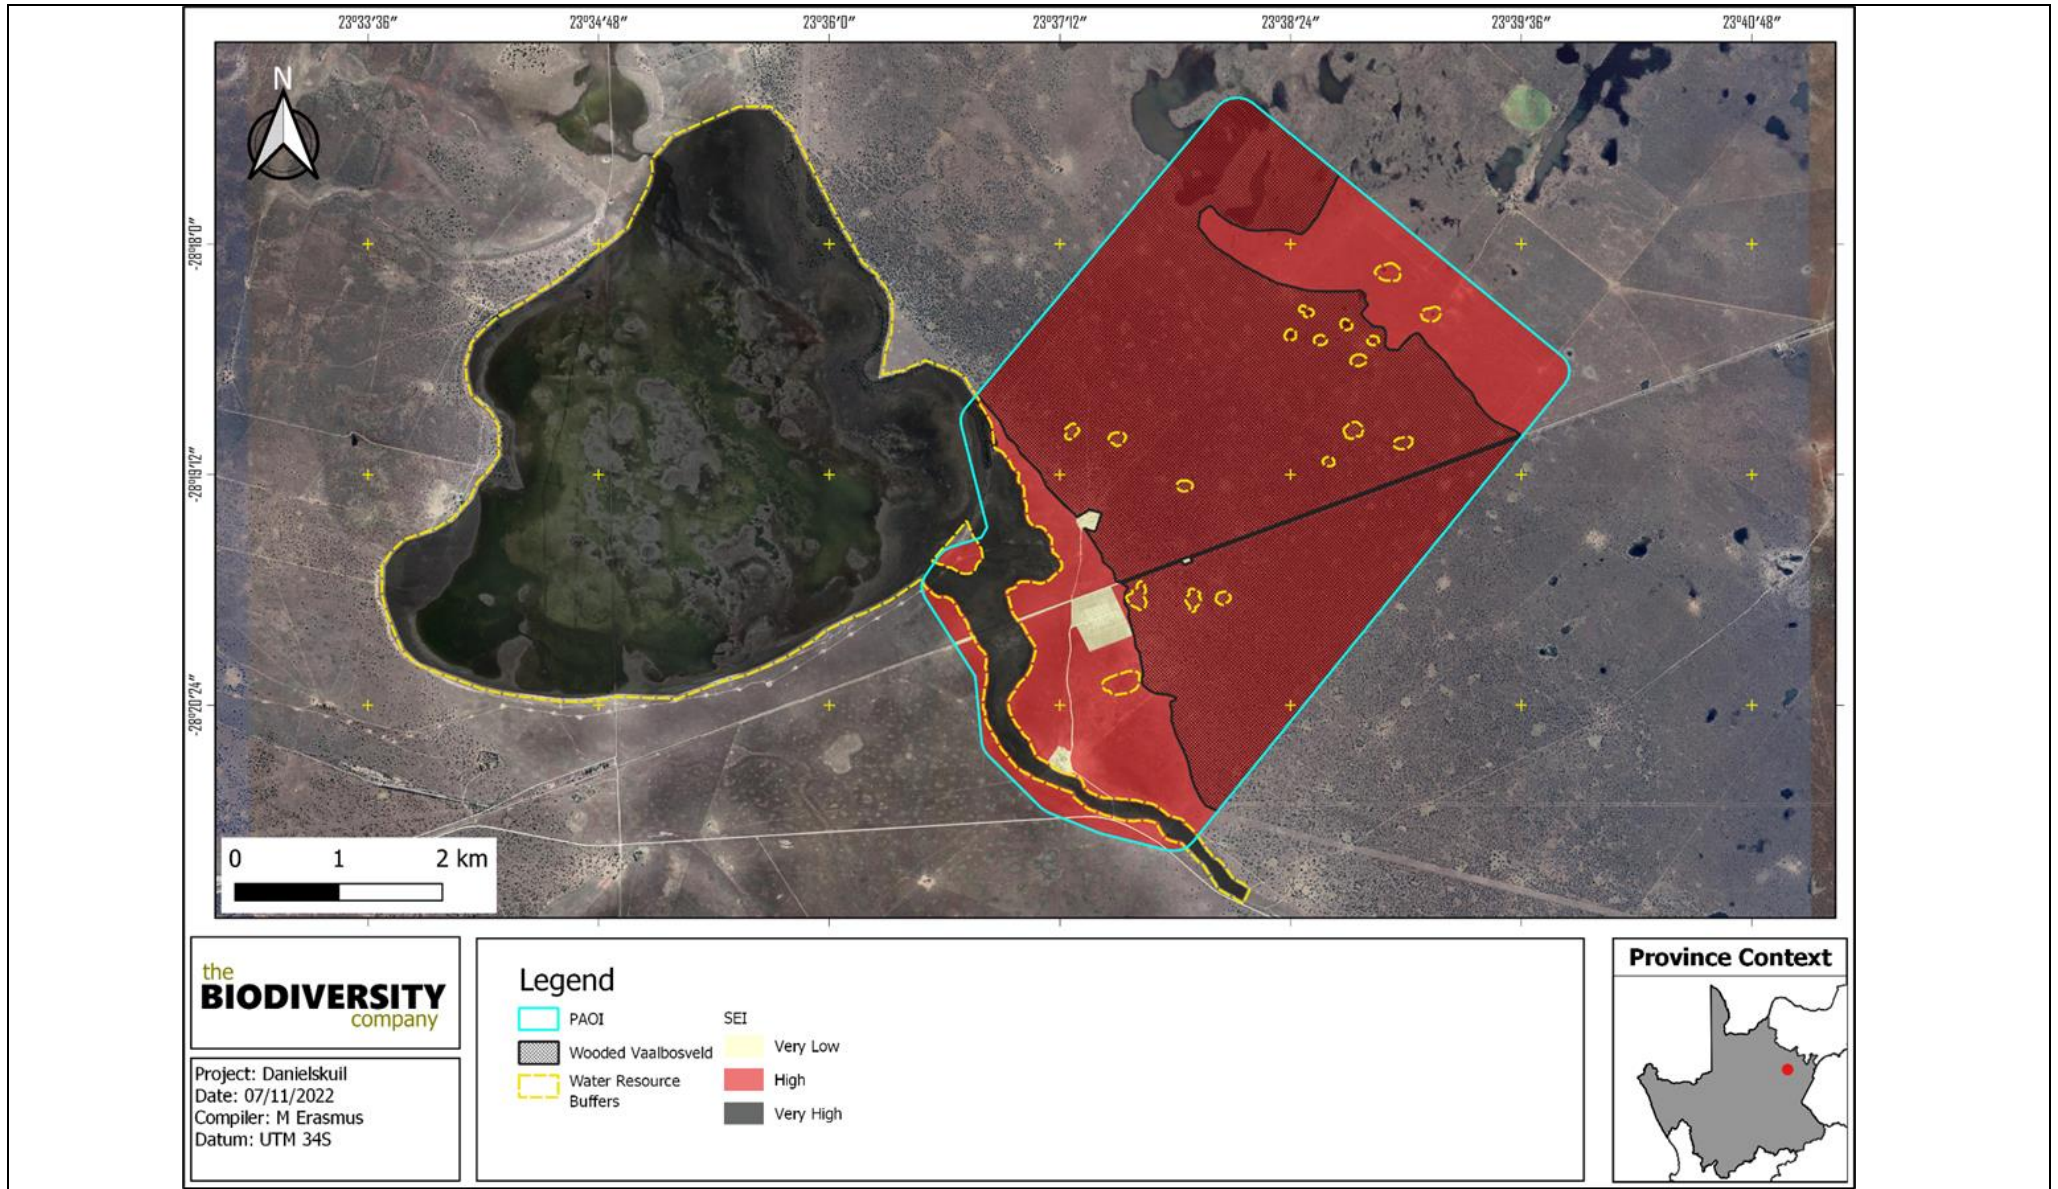 23°33'36" 23°34'48" 23°36'0" 23°37'12" 23°38'24" 23°39'36" 23°40'48"
N
-28°18'0"
-28°19'12"
-28°20'24"
0 1 2 km
the
BIODIVERSITY
company
Project: Danielskuil
Date: 07/11/2022
Compiler: M Erasmus
Datum: UTM 34S
Legend
PAOI
Wooded Vaalbosveld
Water Resource
Buffers
SEI
Very Low
High
Very High
Province Context